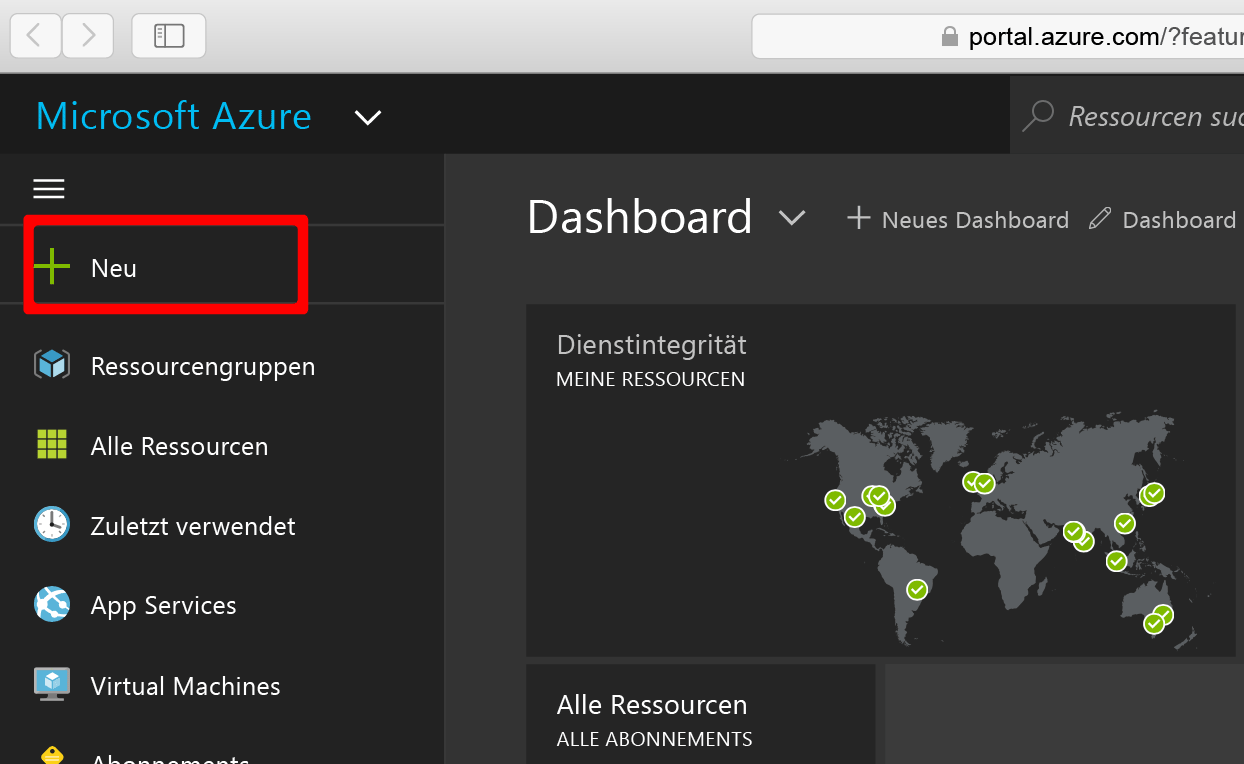 portal.azure.com/?featur
Microsoft Azure
Ressourcen suc
Dashboard
Neues Dashboard
Dashboard
Neu
Ressourcengruppen
Alle Ressourcen
Zuletzt verwendet
App Services
Virtual Machines
Abonnements
Dienstintegrität
MEINE RESSOURCEN
Alle Ressourcen
ALLE ABONNEMENTS